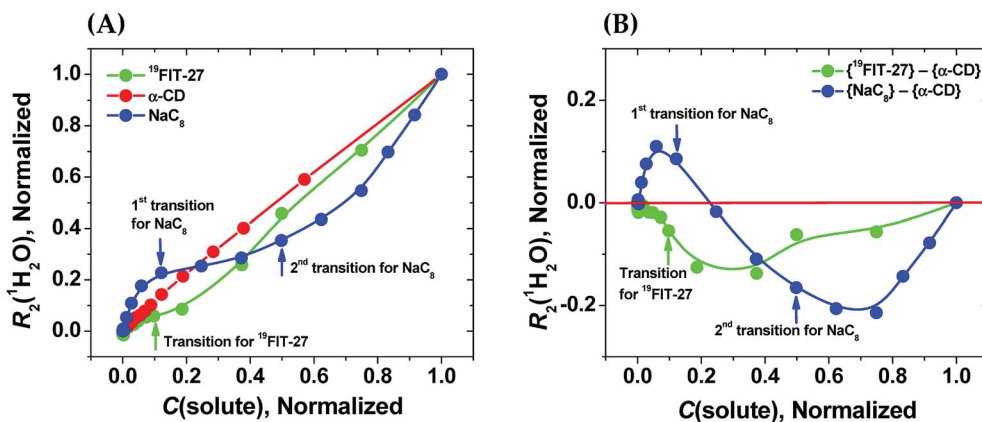 (A)
R₂(¹H₂O), Normalized
1.0
0.8
0.6
0.4
0.2
0.0
¹⁹FIT-27
α-CD
NaC₈
1ˢᵗ transition
for NaC₈
2ⁿᵈ transition for NaC₈
Transition for ¹⁹FIT-27
0.0 0.2 0.4 0.6 0.8 1.0
C(solute), Normalized
(B)
R₂(¹H₂O), Normalized
0.2
0.0
-0.2
{¹⁹FIT-27} – {α-CD}
{NaC₈} – {α-CD}
1ˢᵗ transition for NaC₈
Transition
for ¹⁹FIT-27
2ⁿᵈ transition for NaC₈
0.0 0.2 0.4 0.6 0.8 1.0
C(solute), Normalized